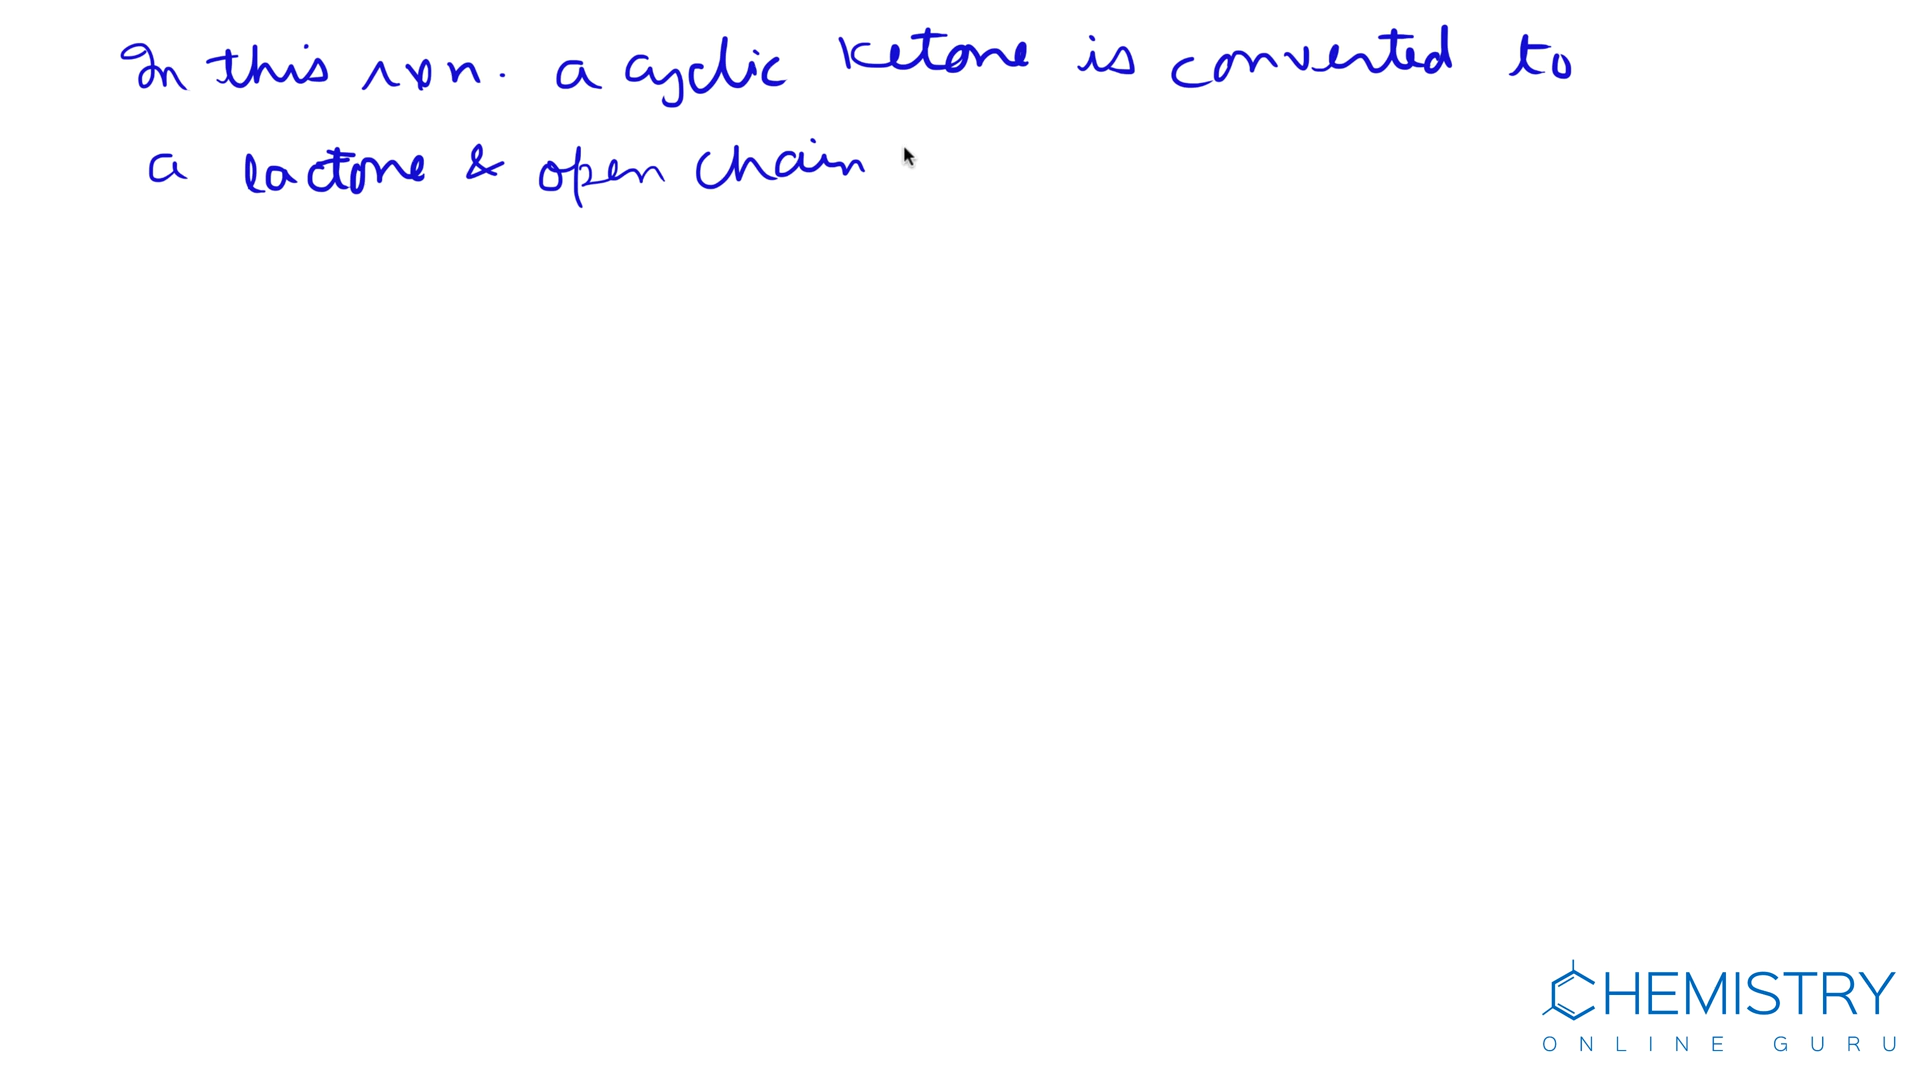 In this rxn. a cyclic ketone is converted to
a lactone & open chain
CHEMISTRY
ONLINE GURU